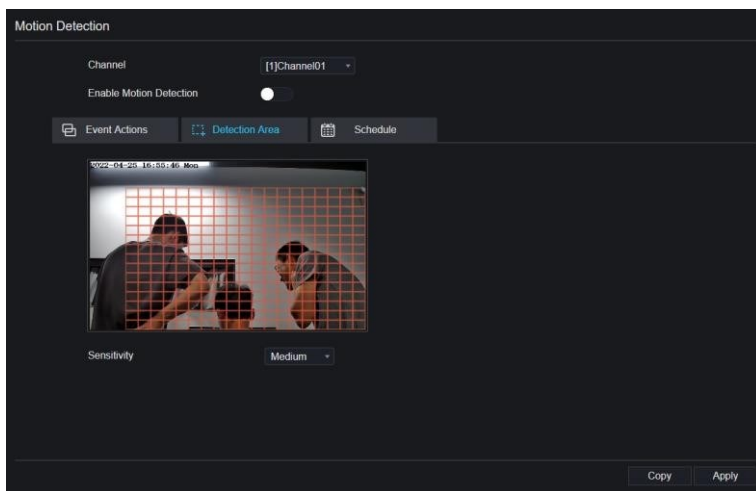 Motion Detection
Channel [1]Channel01
Enable Motion Detection
Event Actions Detection Area Schedule
2022-04-25 16:55:46 Mon
Sensitivity Medium
Copy Apply